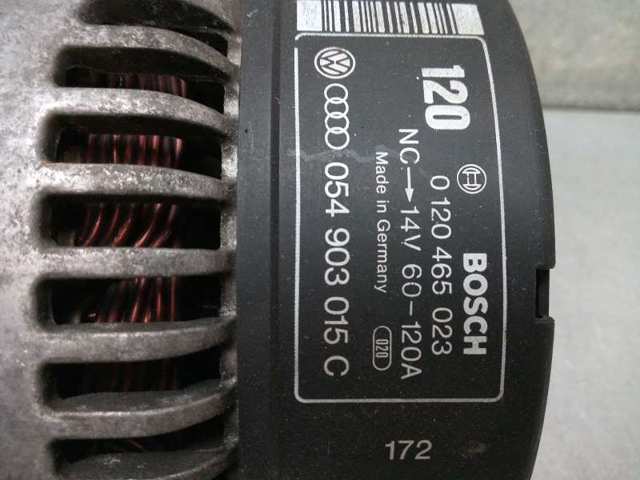 120
BOSCH
0 120 465 023
NC→14V 60-120A
Made in Germany
020
054 903 015 C
172